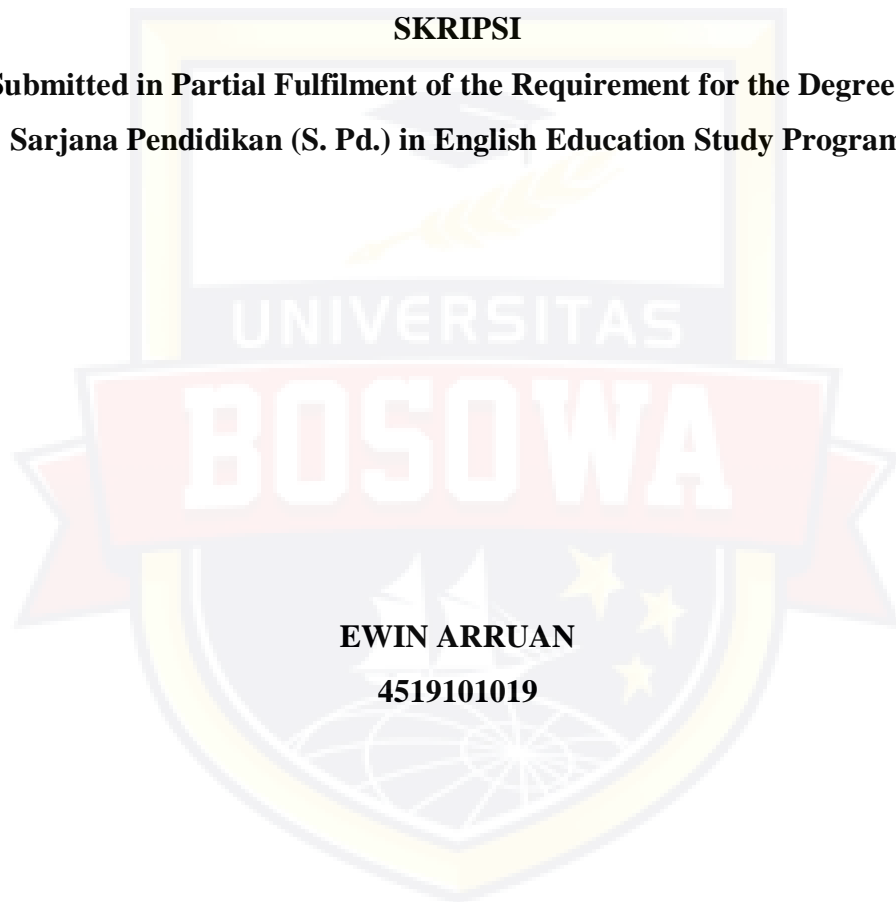 SKRIPSI
Submitted in Partial Fulfilment of the Requirement for the Degree
Sarjana Pendidikan (S. Pd.) in English Education Study Program
UNIVERSITAS
BOSOWA
EWIN ARRUAN
4519101019